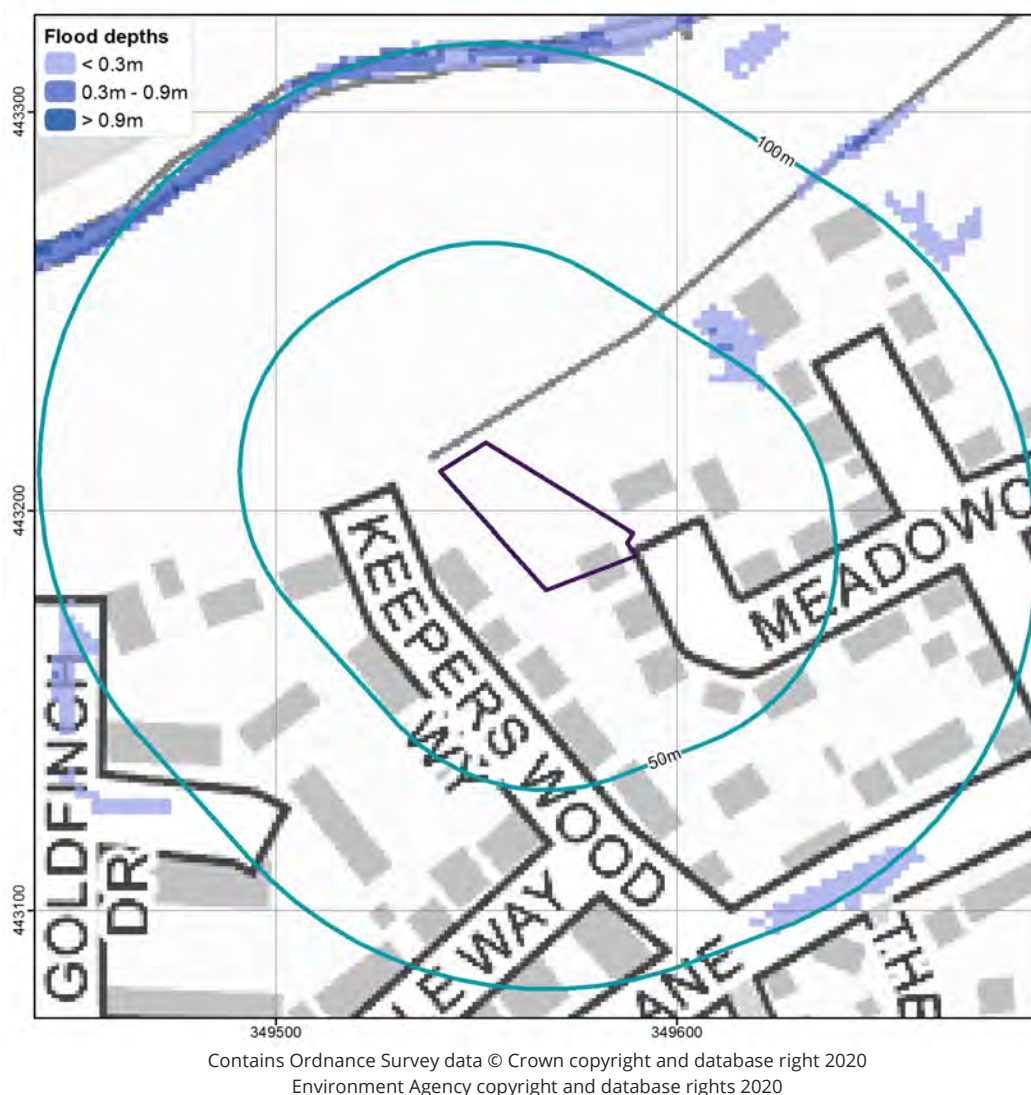 Flood depths
< 0.3m
0.3m - 0.9m
> 0.9m
443300
100m
443200
KEEPERS WOOD
WY
MEADOWC
50m
GOLDFINCH
DR
443100
LE WAY
ANE
THE
349500
349600
Contains Ordnance Survey data © Crown copyright and database right 2020
Environment Agency copyright and database rights 2020